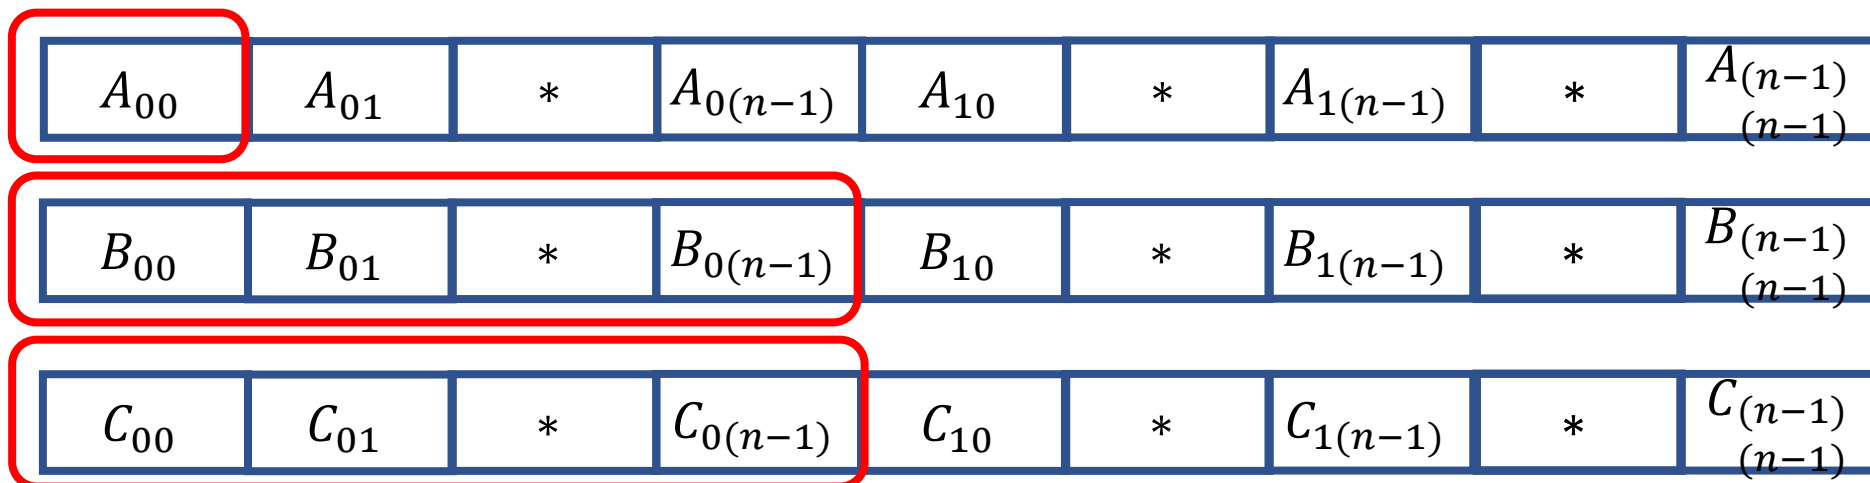 A₀₀ A₀₁ * A₀₍ₙ₋₁₎ A₁₀ * A₁₍ₙ₋₁₎ * A₍ₙ₋₁₎
₍ₙ₋₁₎
B₀₀ B₀₁ * B₀₍ₙ₋₁₎ B₁₀ * B₁₍ₙ₋₁₎ * B₍ₙ₋₁₎
₍ₙ₋₁₎
C₀₀ C₀₁ * C₀₍ₙ₋₁₎ C₁₀ * C₁₍ₙ₋₁₎ * C₍ₙ₋₁₎
₍ₙ₋₁₎